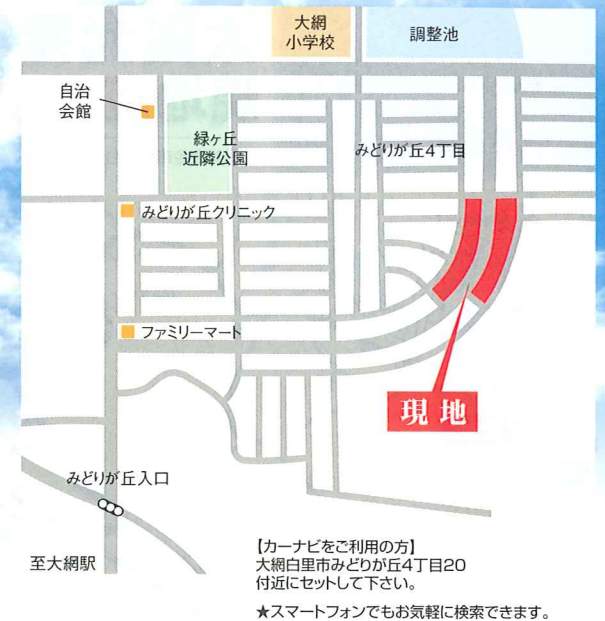 大網
小学校
調整池
自治
会館
緑ヶ丘
近隣公園
みどりが丘4丁目
みどりが丘クリニック
ファミリーマート
現地
みどりが丘入口
至大網駅
【カーナビをご利用の方】
大網白里市みどりが丘4丁目20
付近にセットして下さい。
★スマートフォンでもお気軽に検索できます。